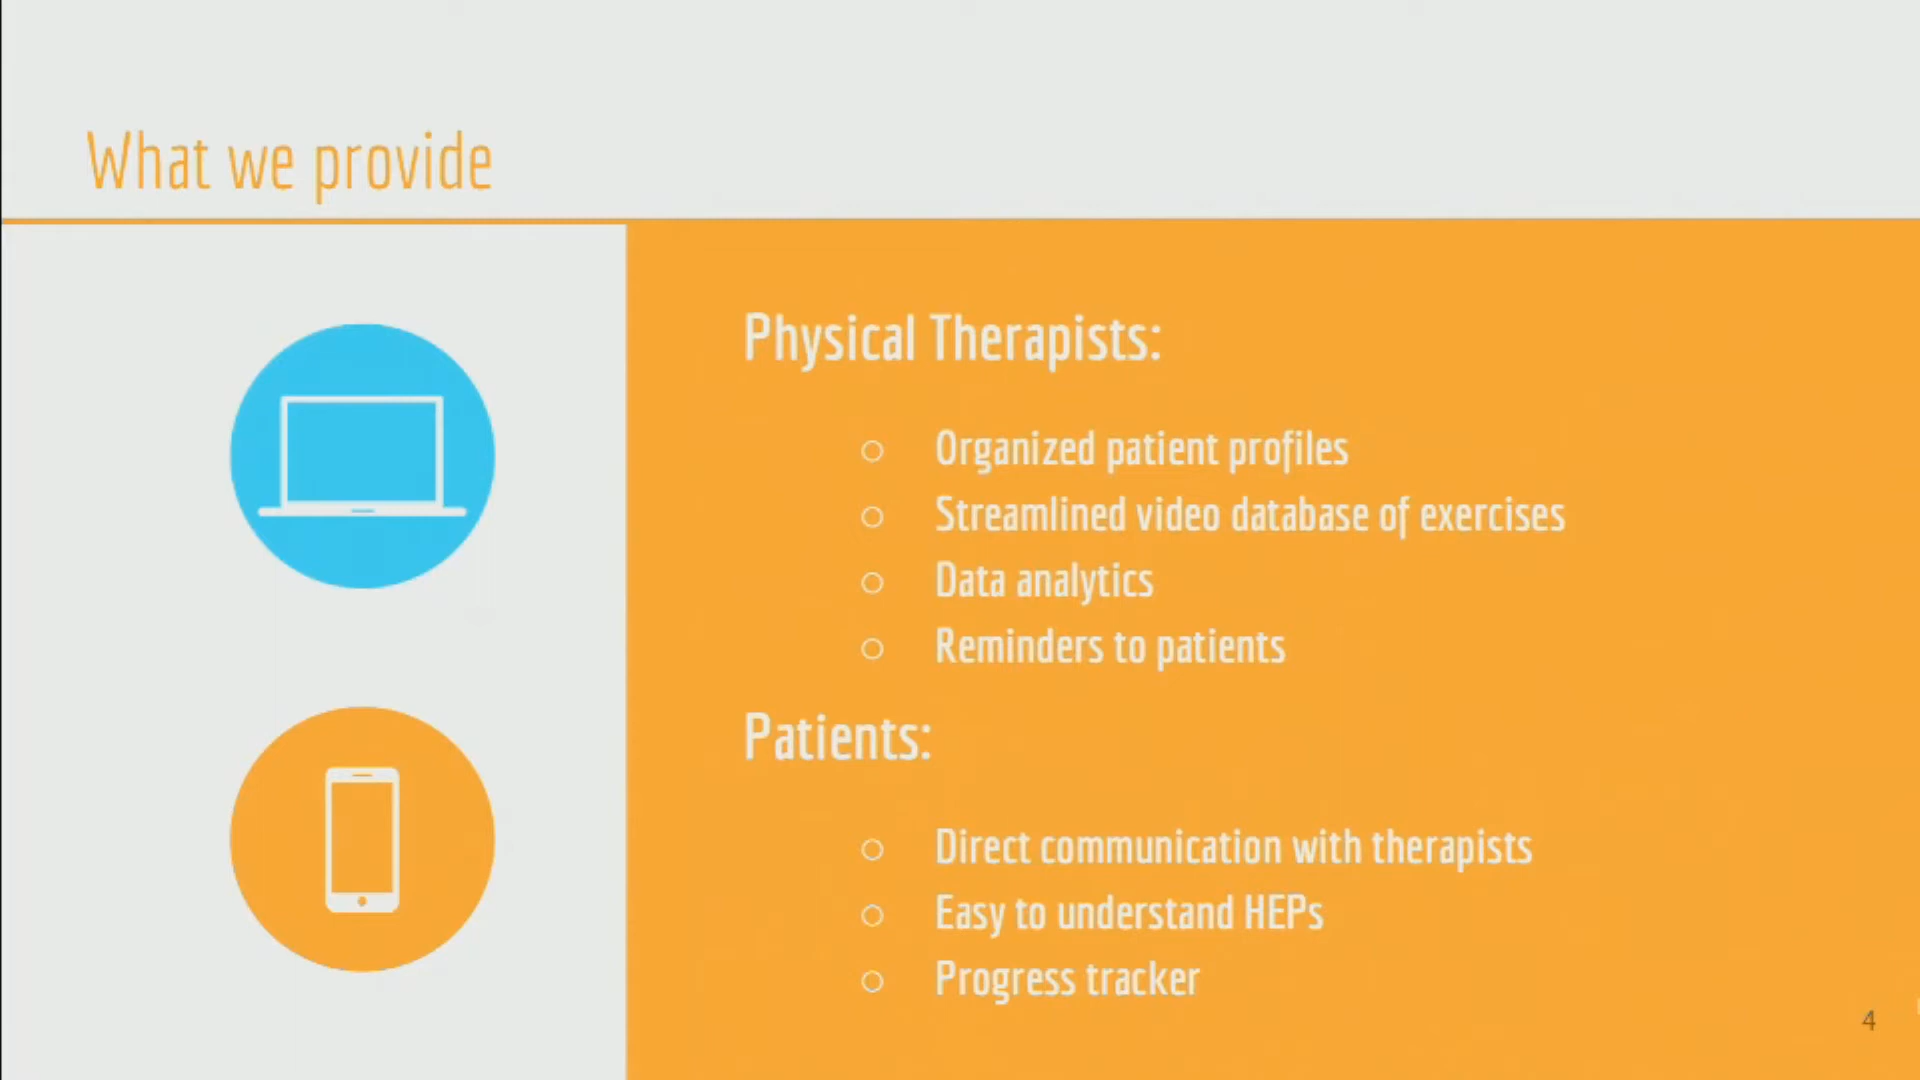 What we provide
Physical Therapists:
Organized patient profiles
Streamlined video database of exercises
Data analytics
Reminders to patients
Patients:
Direct communication with therapists
Easy to understand HEPs
Progress tracker
4